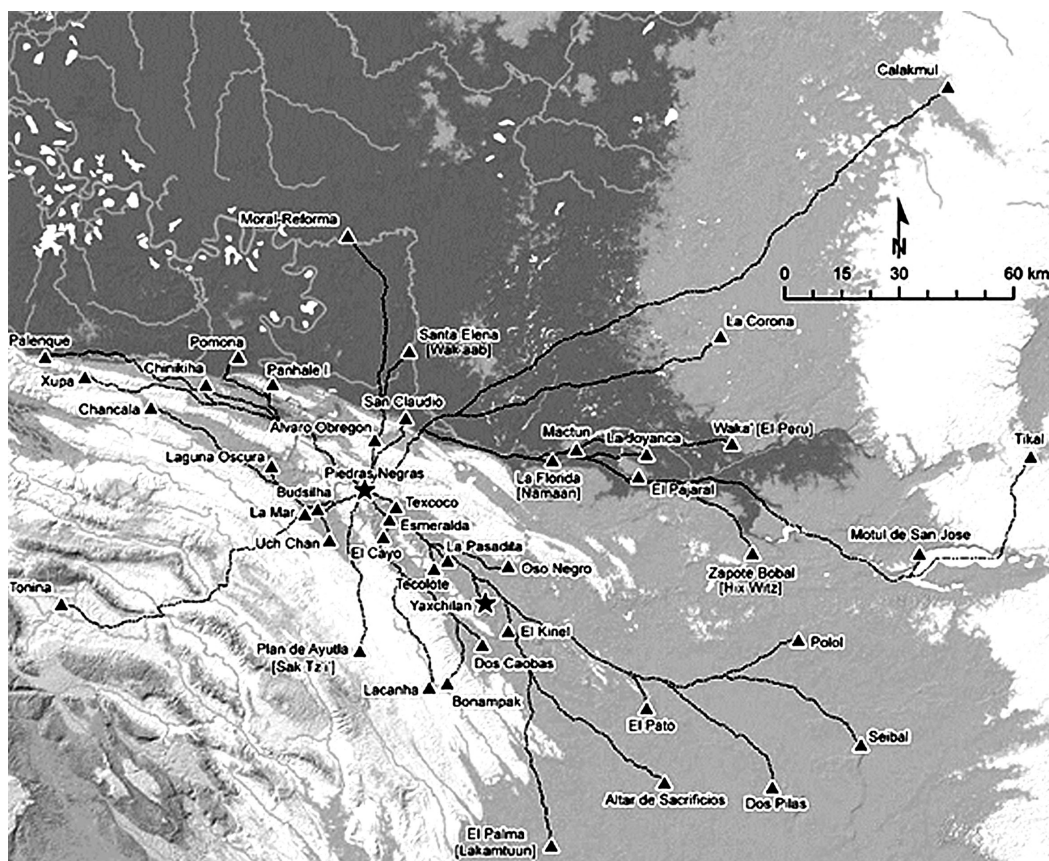 Calakmul
Moral-Reforma
N
0 15 30 60 km
La Corona
Santa Elena
[Wak'aab]
Palenque
Pomona
Chinikiha
Panhale I
Xupa
Chancala
San Claudio
Alvaro Obregon
Mactun
La Joyanca
Waka' [El Peru]
Tikal
Laguna Oscura
Piedras Negras
La Florida
[Namaan]
El Pajaral
Budsilha
Texcoco
La Mar
Esmeralda
Uch Chan
El Cayo
La Pasadita
Motul de San Jose
Oso Negro
Zapote Bobal
[Hix Witz]
Tecolote
Tonina
Yaxchilan
El Kinel
Polol
Plan de Ayutla
[Sak Tz'i']
Dos Caobas
Lacanha
Bonampak
El Pato
Seibal
Altar de Sacrificios
Dos Pilas
El Palma
[Lakamtuun]